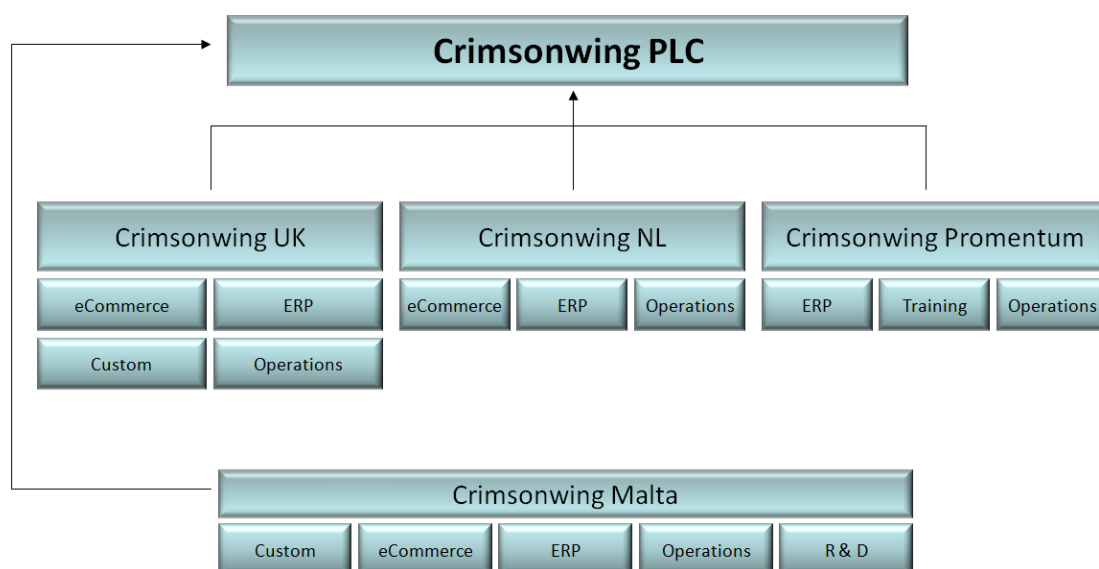 Crimsonwing PLC
Crimsonwing UK
Crimsonwing NL
Crimsonwing Promentum
eCommerce
ERP
Custom
Operations
eCommerce
ERP
Operations
ERP
Training
Operations
Crimsonwing Malta
Custom
eCommerce
ERP
Operations
R & D